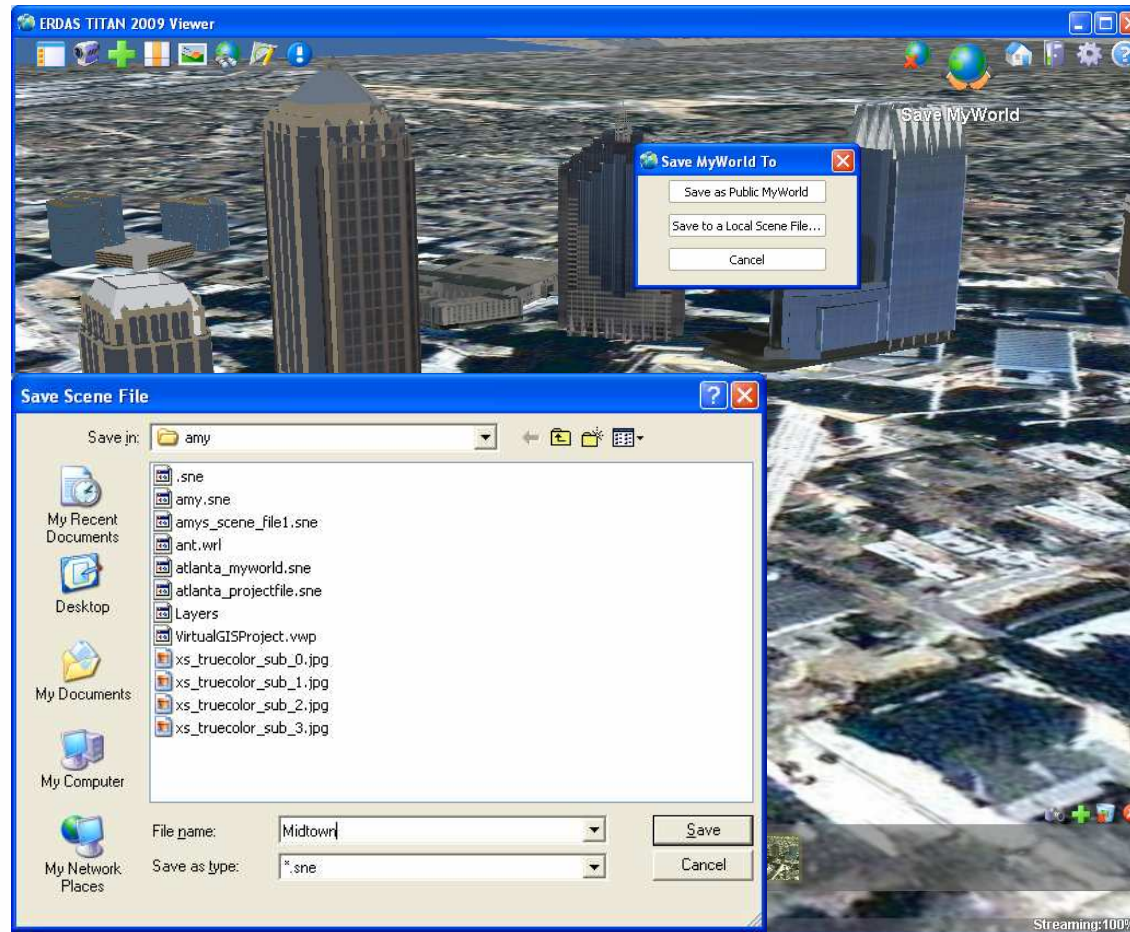 ERDAS TITAN 2009 Viewer
Save MyWorld
Save MyWorld To
Save as Public MyWorld
Save to a Local Scene File...
Cancel
Save Scene File
Save in:
amy
.sne
amy.sne
amys_scene_file1.sne
ant.wrl
atlanta_myworld.sne
atlanta_projectfile.sne
Layers
VirtualGISProject.vwp
xs_truecolor_sub_0.jpg
xs_truecolor_sub_1.jpg
xs_truecolor_sub_2.jpg
xs_truecolor_sub_3.jpg
My Recent
Documents
Desktop
My Documents
My Computer
My Network
Places
File name:
Midtown
Save
Save as type:
*.sne
Cancel
Streaming:100%